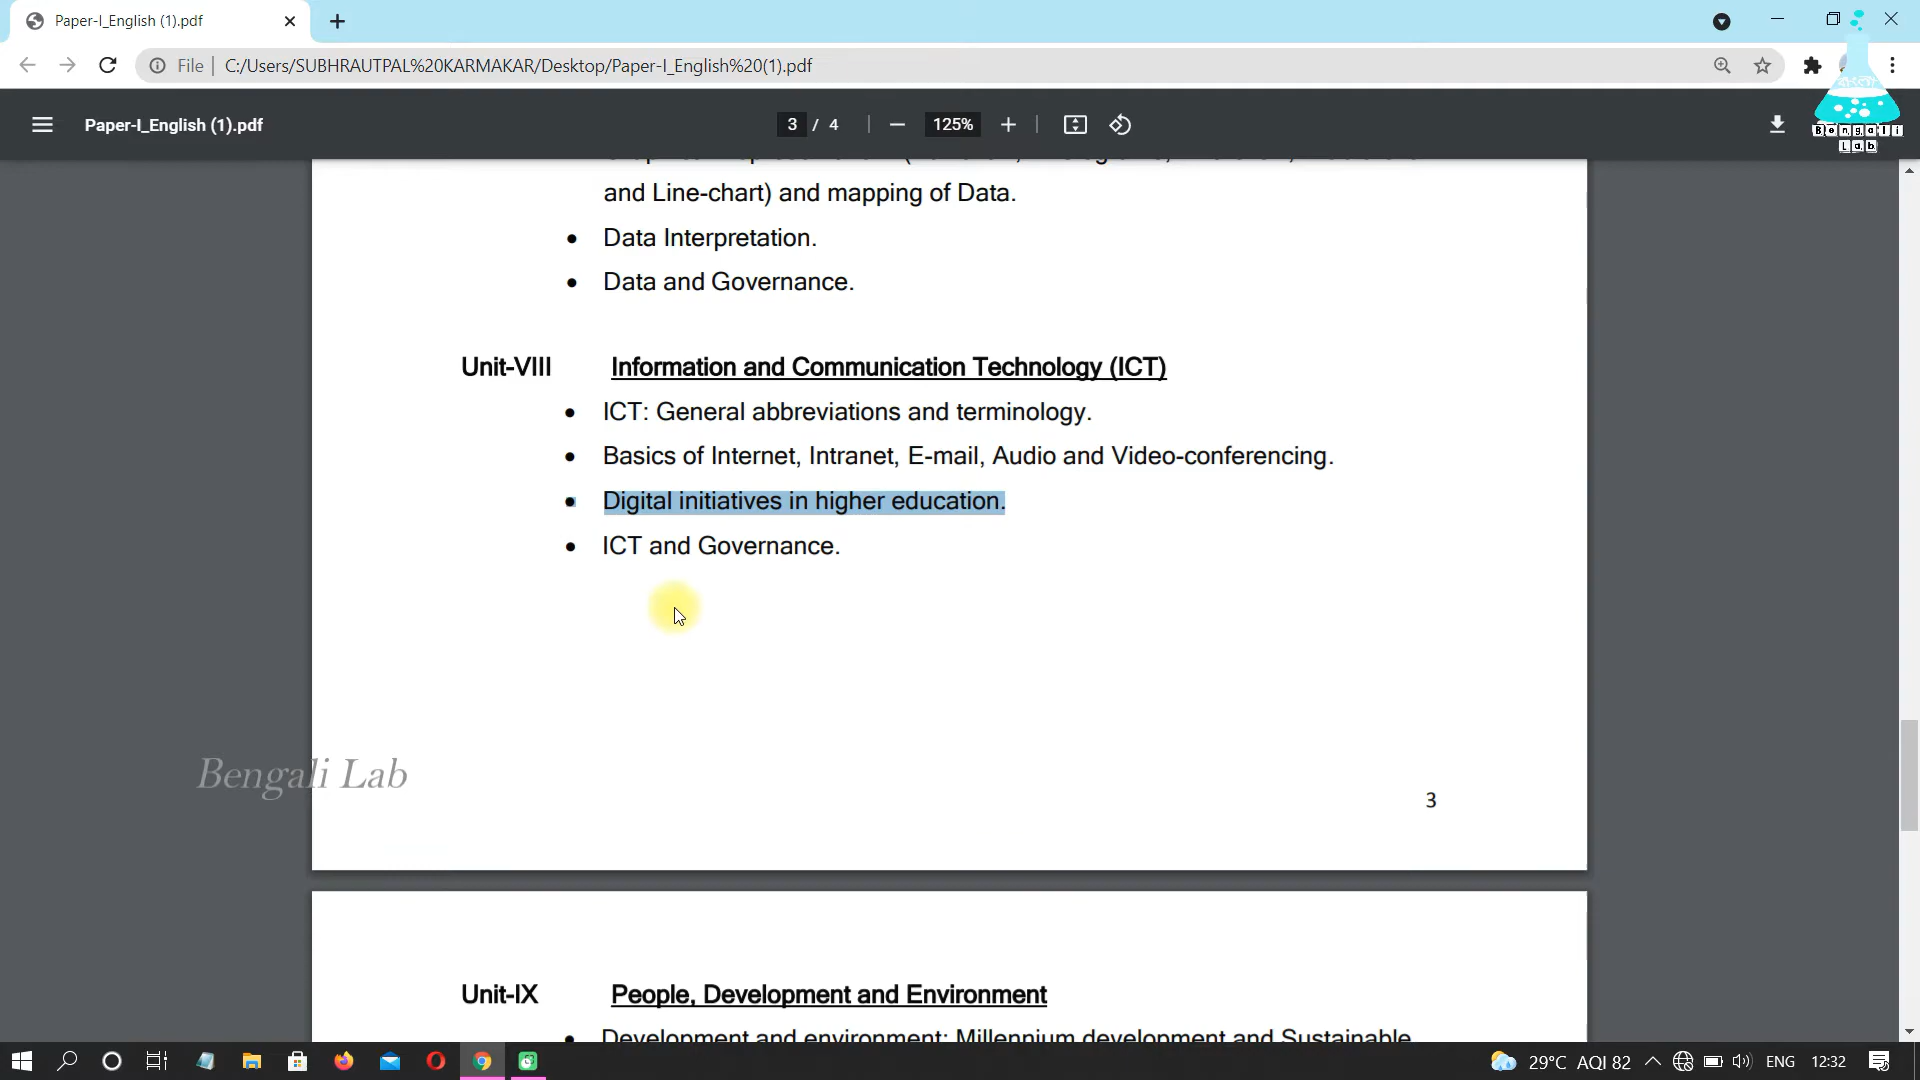 Paper-I_English (1).pdf
File | C:/Users/SUBHRAUTPAL%20KARMAKAR/Desktop/Paper-I_English%20(1).pdf
Paper-I_English (1).pdf
3 / 4
125%
Bengali
Lab
and Line-chart) and mapping of Data.
• Data Interpretation.
• Data and Governance.
Unit-VIII Information and Communication Technology (ICT)
• ICT: General abbreviations and terminology.
• Basics of Internet, Intranet, E-mail, Audio and Video-conferencing.
• Digital initiatives in higher education.
• ICT and Governance.
Bengali Lab
3
Unit-IX People, Development and Environment
• Development and environment: Millennium development and Sustainable
29°C AQI 82 ENG 12:32